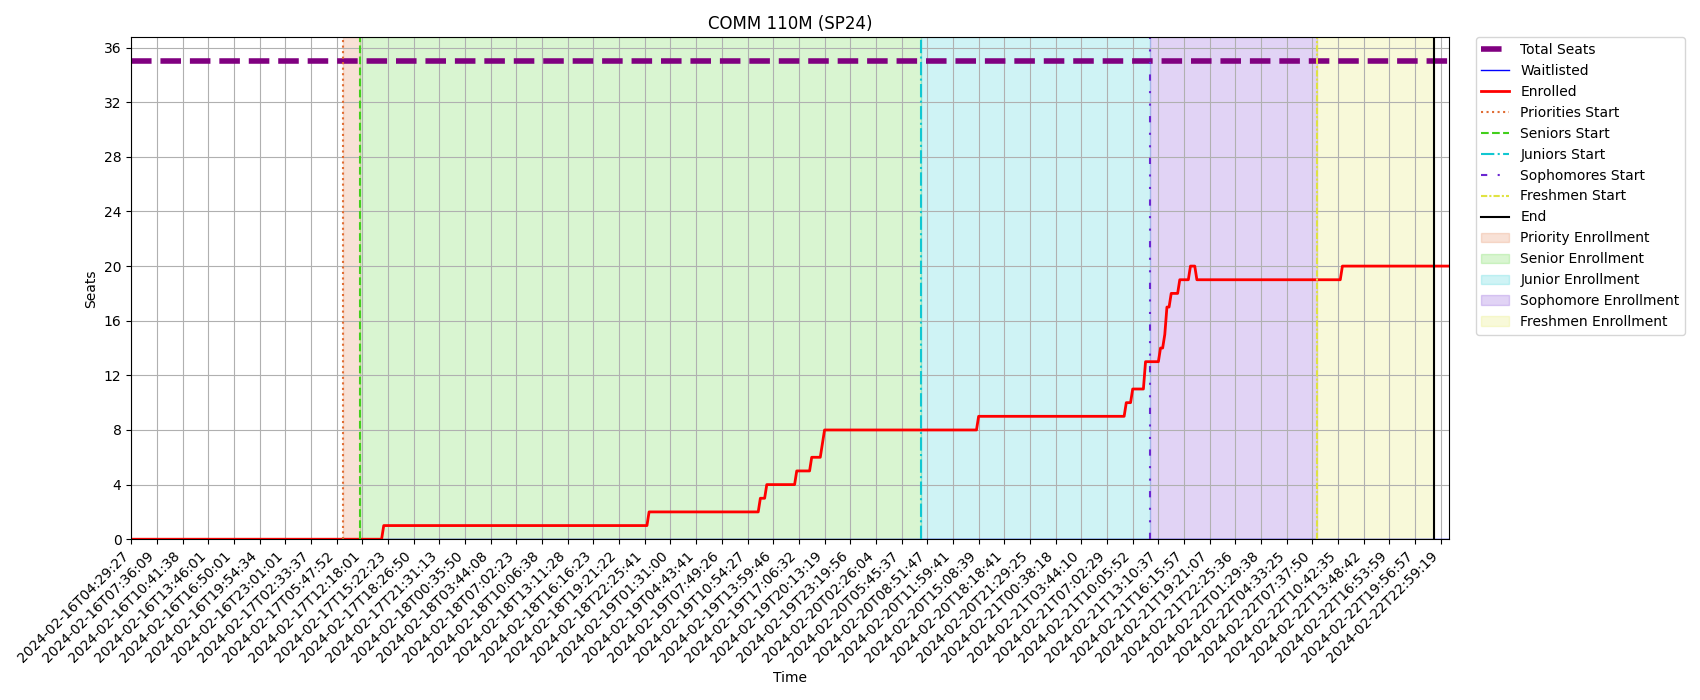 COMM 110M (SP24)
Seats
36
32
28
24
20
16
12
8
4
0
2024-02-16T04:29:27
2024-02-16T07:36:09
2024-02-16T10:41:38
2024-02-16T13:46:01
2024-02-16T16:50:01
2024-02-16T19:54:34
2024-02-16T23:01:01
2024-02-17T02:33:37
2024-02-17T05:47:52
2024-02-17T12:18:01
2024-02-17T15:22:23
2024-02-17T18:26:50
2024-02-17T21:31:13
2024-02-18T00:35:50
2024-02-18T03:44:08
2024-02-18T07:02:23
2024-02-18T10:06:38
2024-02-18T13:11:28
2024-02-18T16:16:23
2024-02-18T19:21:22
2024-02-18T22:25:41
2024-02-19T01:31:00
2024-02-19T04:43:41
2024-02-19T07:49:26
2024-02-19T10:54:27
2024-02-19T13:59:46
2024-02-19T17:06:32
2024-02-19T20:13:19
2024-02-19T23:19:56
2024-02-20T02:26:04
2024-02-20T05:45:37
2024-02-20T08:51:47
2024-02-20T11:59:41
2024-02-20T15:08:39
2024-02-20T18:18:41
2024-02-20T21:29:25
2024-02-21T00:38:18
2024-02-21T03:44:10
2024-02-21T07:02:29
2024-02-21T10:05:52
2024-02-21T13:10:37
2024-02-21T16:15:57
2024-02-21T19:21:07
2024-02-21T22:25:36
2024-02-22T01:29:38
2024-02-22T04:33:25
2024-02-22T07:37:50
2024-02-22T10:42:35
2024-02-22T13:48:42
2024-02-22T16:53:59
2024-02-22T19:56:57
2024-02-22T22:59:19
Time
Total Seats
Waitlisted
Enrolled
Priorities Start
Seniors Start
Juniors Start
Sophomores Start
Freshmen Start
End
Priority Enrollment
Senior Enrollment
Junior Enrollment
Sophomore Enrollment
Freshmen Enrollment